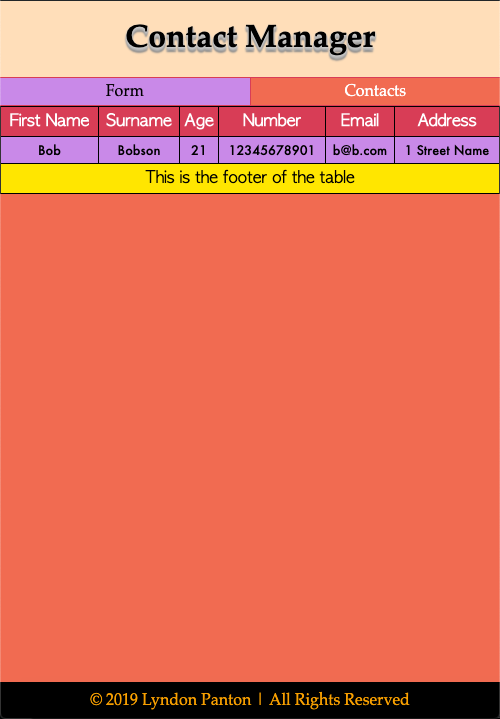 Contact Manager
Form Contacts
First Name Surname Age Number Email Address
Bob Bobson 21 12345678901 b@b.com 1 Street Name
This is the footer of the table
© 2019 Lyndon Panton | All Rights Reserved